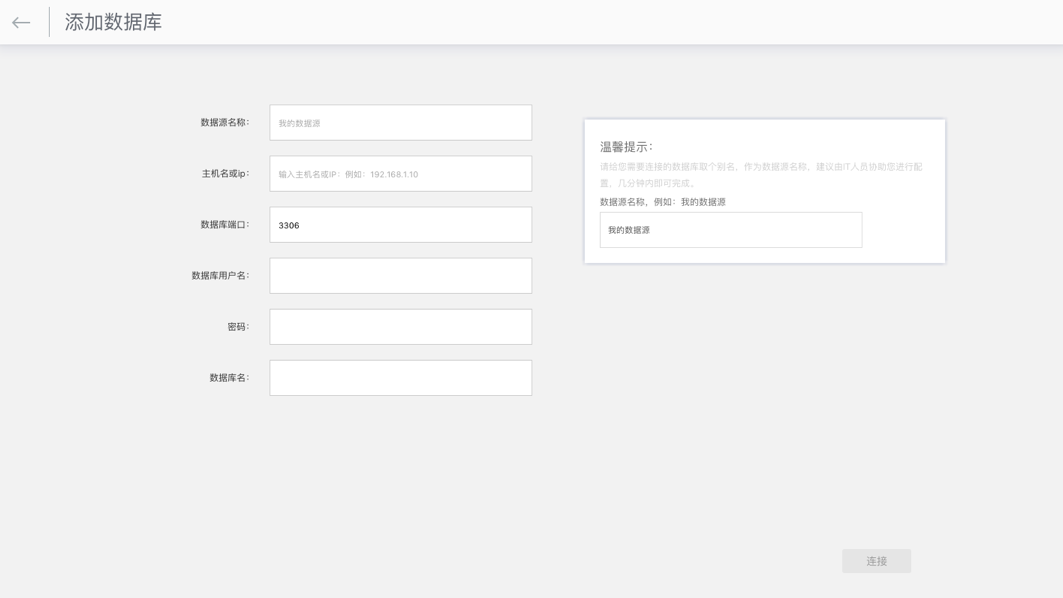 添加数据库
数据源名称：
我的数据源
主机名或ip：
输入主机名或IP：例如：192.168.1.10
数据库端口：
3306
数据库用户名：
密码：
数据库名：
温馨提示：
请给您需要连接的数据库取个别名，作为数据源名称，建议由IT人员协助您进行配
置，几分钟内即可完成。
数据源名称，例如：我的数据源
我的数据源
连接